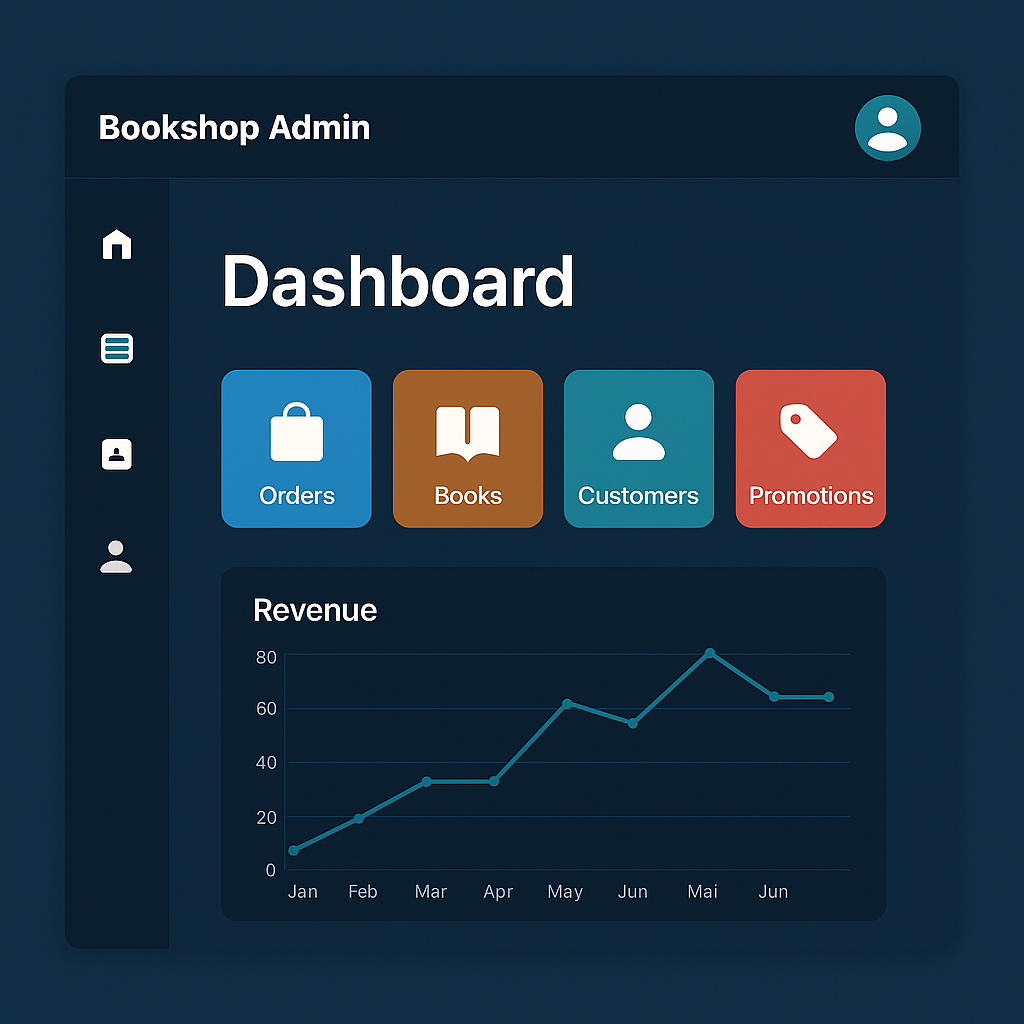 Bookshop Admin
Dashboard
Orders Books Customers Promotions
Revenue
80
60
40
20
0
Jan Feb Mar Apr May Jun Mai Jun